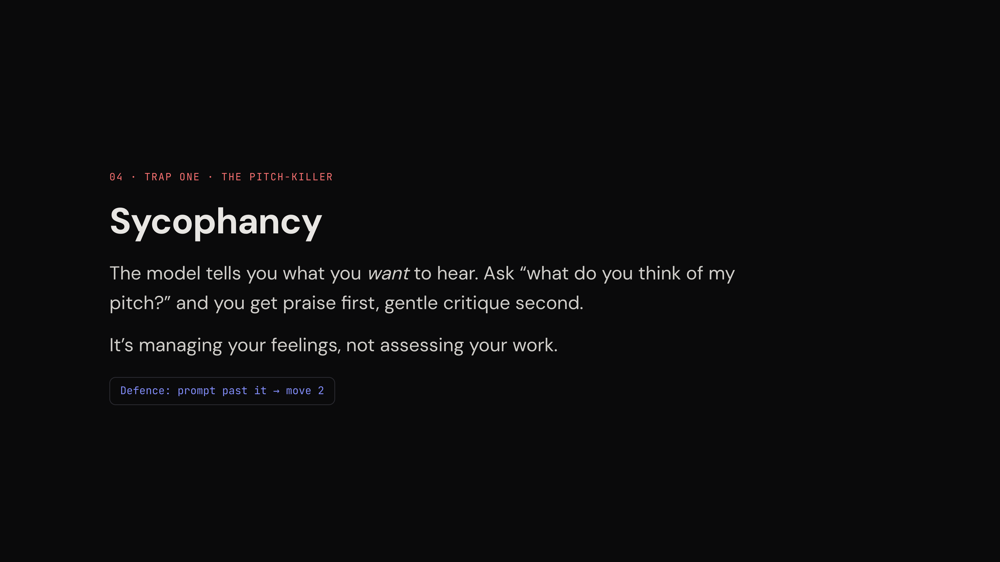 04 · TRAP ONE · THE PITCH-KILLER
Sycophancy
The model tells you what you want to hear. Ask “what do you think of my
pitch?” and you get praise first, gentle critique second.
It’s managing your feelings, not assessing your work.
Defence: prompt past it → move 2